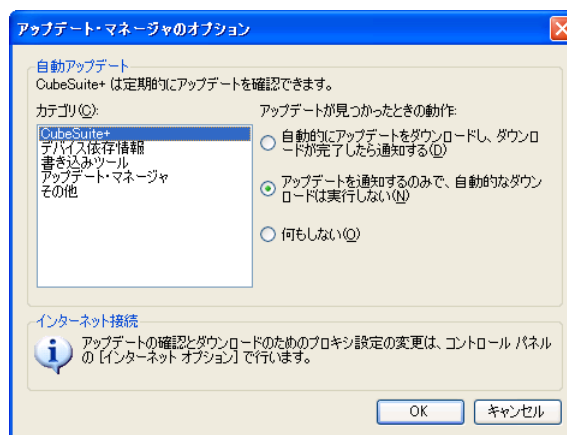 アップデート・マネージャのオプション
自動アップデート
CubeSuite+ は定期的にアップデートを確認できます。
カテゴリ(C):
CubeSuite+
デバイス依存情報
書き込みツール
アップデート・マネージャ
その他
アップデートが見つかったときの動作:
自動的にアップデートをダウンロードし、ダウンロ
ードが完了したら通知する(D)
アップデートを通知するのみで、自動的なダウン
ロードは実行しない(N)
何もしない(O)
インターネット接続
アップデートの確認とダウンロードのためのプロキシ設定の変更は、コントロール パネル
の [インターネット オプション] で行います。
OK
キャンセル